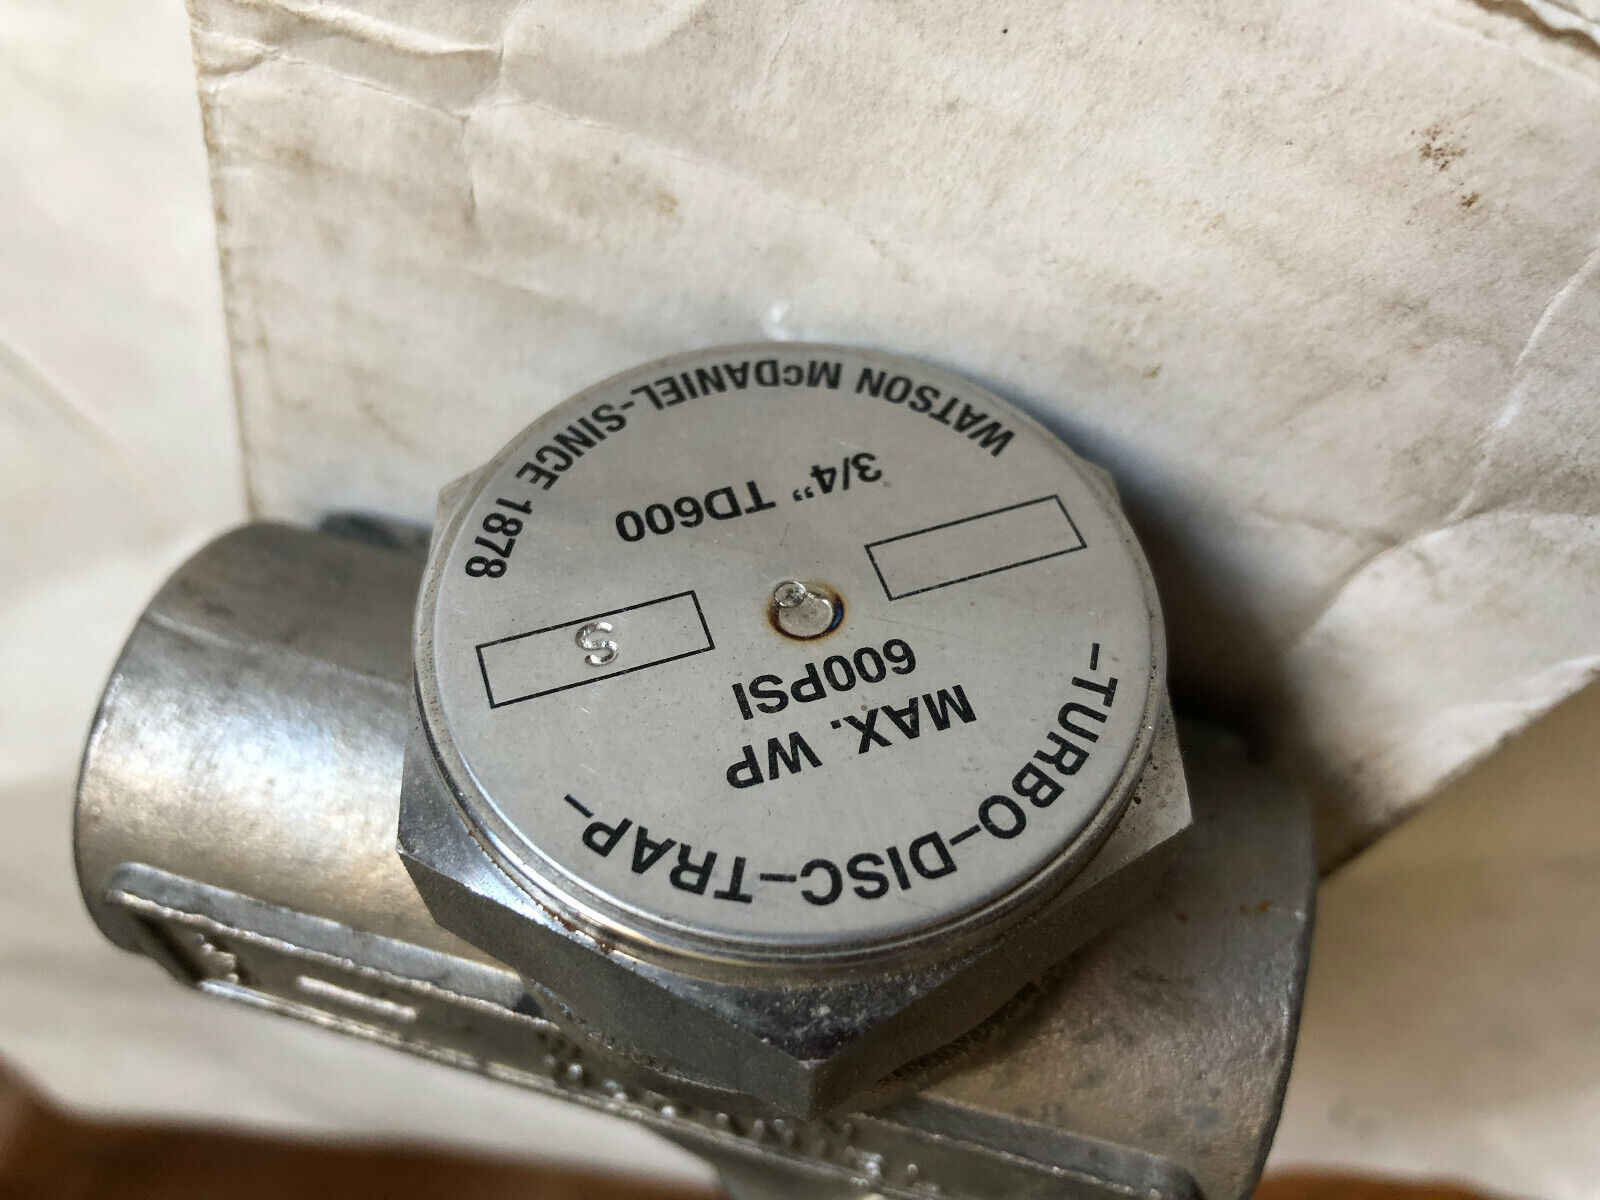 -TURBO-DISC-TRAP-
MAX. WP
600PSI
S
3/4" TD600
WATSON McDANIEL-SINCE 1878